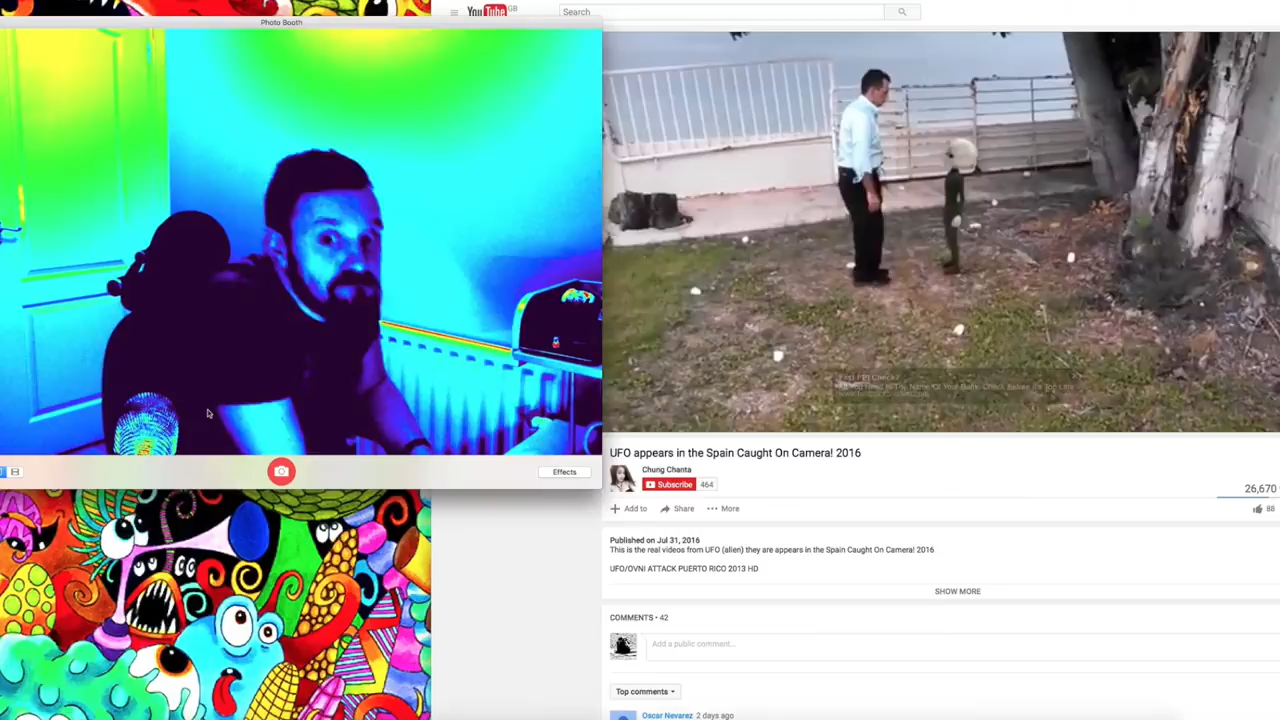 Photo Booth
YouTube GB
Search
Effects
UFO appears in the Spain Caught On Camera! 2016
Chung Chanta
Subscribe 464
26,670
Add to Share More
88
Published on Jul 31, 2016
This is the real videos from UFO (alien) they are appears in the Spain Caught On Camera! 2016
UFO/OVNI ATTACK PUERTO RICO 2013 HD
SHOW MORE
COMMENTS • 42
Add a public comment...
Top comments
Oscar Nevarez 2 days ago